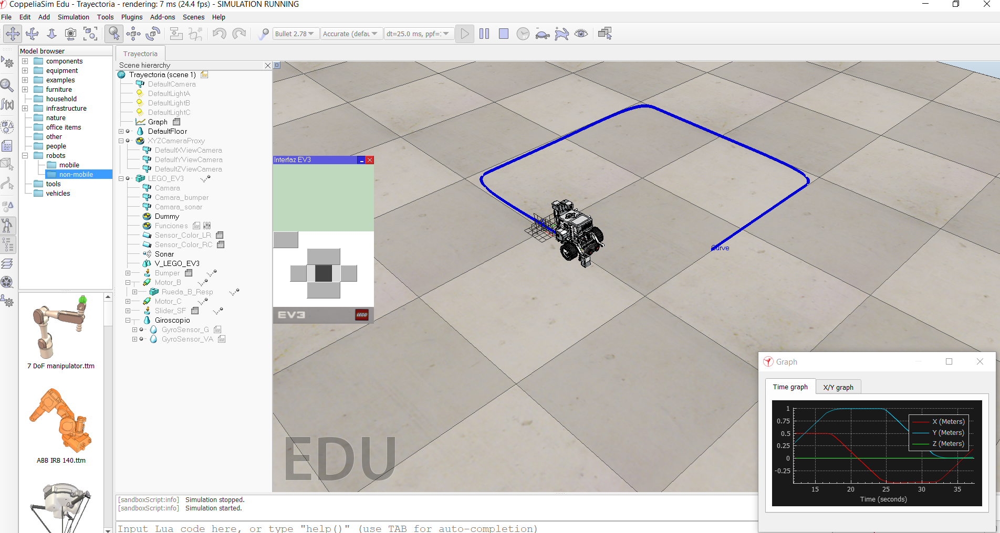 CoppeliaSim Edu - Trayectoria - rendering: 7 ms (24.4 fps) - SIMULATION RUNNING
File Edit Add Simulation Tools Plugins Add-ons Scenes Help
Bullet 2.78 Accurate (defau dt=25.0 ms, ppf=:
Model browser
components
equipment
examples
furniture
household
infrastructure
nature
office items
other
people
robots
mobile
non-mobile
tools
vehicles
7 DoF manipulator.ttm
ABB IRB 140.ttm
Trayectoria
Scene hierarchy
Trayectoria (scene 1)
DefaultCamera
DefaultLightA
DefaultLightB
DefaultLightC
Graph
DefaultFloor
XYZCameraProxy
DefaultXViewCamera
DefaultYViewCamera
DefaultZViewCamera
LEGO_EV3
Camara
Camara_bumper
Camara_sonar
Dummy
Funciones
Sensor_Color_LR
Sensor_Color_RC
Sonar
V_LEGO_EV3
Bumper
Motor_B
Rueda_B_Resp
Motor_C
Slider_SF
Giroscopio
GyroSensor_G
GyroSensor_VA
Interfaz EV3
EV3 LEGO
Curve
EDU
Graph
Time graph X/Y graph
1
0.75
0.5
0.25
0
-0.25
X (Meters)
Y (Meters)
Z (Meters)
15 20 25 30 35
Time (seconds)
[sandboxScript:info] Simulation stopped.
[sandboxScript:info] Simulation started.
Input Lua code here, or type "help()" (use TAB for auto-completion)